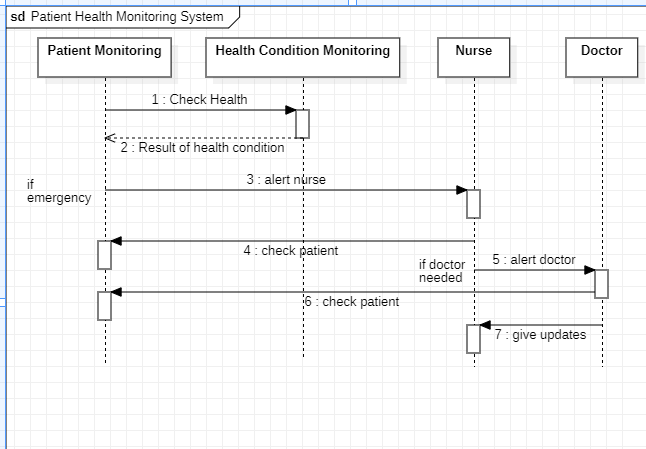 sd Patient Health Monitoring System
Patient Monitoring
Health Condition Monitoring
Nurse
Doctor
1 : Check Health
2 : Result of health condition
if
emergency
3 : alert nurse
4 : check patient
if doctor
needed
5 : alert doctor
6 : check patient
7 : give updates